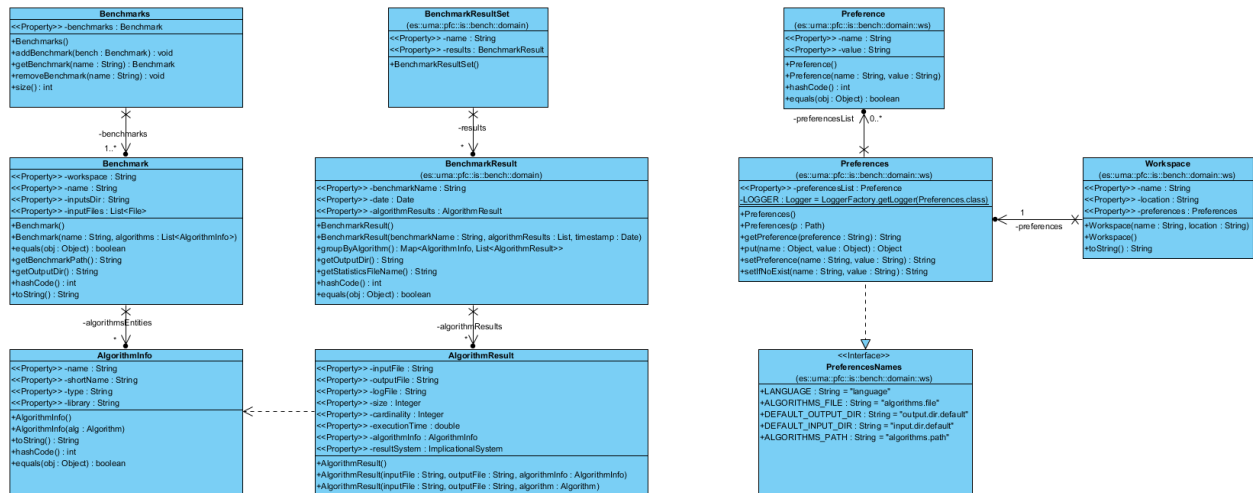 Benchmarks
<<Property>> -benchmarks : Benchmark
+Benchmarks()
+addBenchmark(bench : Benchmark) : void
+getBenchmark(name : String) : Benchmark
+removeBenchmark(name : String) : void
+size() : int
-benchmarks
1..*
Benchmark
<<Property>> -workspace : String
<<Property>> -name : String
<<Property>> -inputsDir : String
<<Property>> -inputFiles : List<File>
+Benchmark()
+Benchmark(name : String, algorithms : List<AlgorithmInfo>)
+equals(obj : Object) : boolean
+getBenchmarkPath() : String
+getOutputDir() : String
+hashCode() : int
+toString() : String
-algorithmsEntities
*
AlgorithmInfo
<<Property>> -name : String
<<Property>> -shortName : String
<<Property>> -type : String
<<Property>> -library : String
+AlgorithmInfo()
+AlgorithmInfo(alg : Algorithm)
+toString() : String
+hashCode() : int
+equals(obj : Object) : boolean
BenchmarkResultSet
(es::uma::pfc::is::bench::domain)
<<Property>> -name : String
<<Property>> -results : BenchmarkResult
+BenchmarkResultSet()
-results
*
BenchmarkResult
(es::uma::pfc::is::bench::domain)
<<Property>> -benchmarkName : String
<<Property>> -date : Date
<<Property>> -algorithmResults : AlgorithmResult
+BenchmarkResult()
+BenchmarkResult(benchmarkName : String, algorithmResults : List, timestamp : Date)
+groupByAlgorithm() : Map<AlgorithmInfo, List<AlgorithmResult>>
+getOutputDir() : String
+getStatisticsFileName() : String
+hashCode() : int
+equals(obj : Object) : boolean
-algorithmResults
*
AlgorithmResult
<<Property>> -inputFile : String
<<Property>> -outputFile : String
<<Property>> -logFile : String
<<Property>> -size : Integer
<<Property>> -cardinality : Integer
<<Property>> -executionTime : double
<<Property>> -algorithmInfo : AlgorithmInfo
<<Property>> -resultSystem : ImplicationalSystem
+AlgorithmResult()
+AlgorithmResult(inputFile : String, outputFile : String, algorithmInfo : AlgorithmInfo)
+AlgorithmResult(inputFile : String, outputFile : String, algorithm : Algorithm)
Preference
(es::uma::pfc::is::bench::domain::ws)
<<Property>> -name : String
<<Property>> -value : String
+Preference()
+Preference(name : String, value : String)
+hashCode() : int
+equals(obj : Object) : boolean
-preferencesList
0..*
Preferences
(es::uma::pfc::is::bench::domain::ws)
<<Property>> -preferencesList : Preference
-LOGGER : Logger = LoggerFactory.getLogger(Preferences.class)
+Preferences()
+Preferences(p : Path)
+getPreference(preference : String) : String
+put(name : Object, value : Object) : Object
+setPreference(name : String, value : String) : String
+setIfNoExist(name : String, value : String) : String
1
-preferences
Workspace
(es::uma::pfc::is::bench::domain::ws)
<<Property>> -name : String
<<Property>> -location : String
<<Property>> -preferences : Preferences
+Workspace(name : String, location : String)
+Workspace()
+toString() : String
<<Interface>>
PreferencesNames
(es::uma::pfc::is::bench::domain::ws)
+LANGUAGE : String = "language"
+ALGORITHMS_FILE : String = "algorithms.file"
+DEFAULT_OUTPUT_DIR : String = "output.dir.default"
+DEFAULT_INPUT_DIR : String = "input.dir.default"
+ALGORITHMS_PATH : String = "algorithms.path"